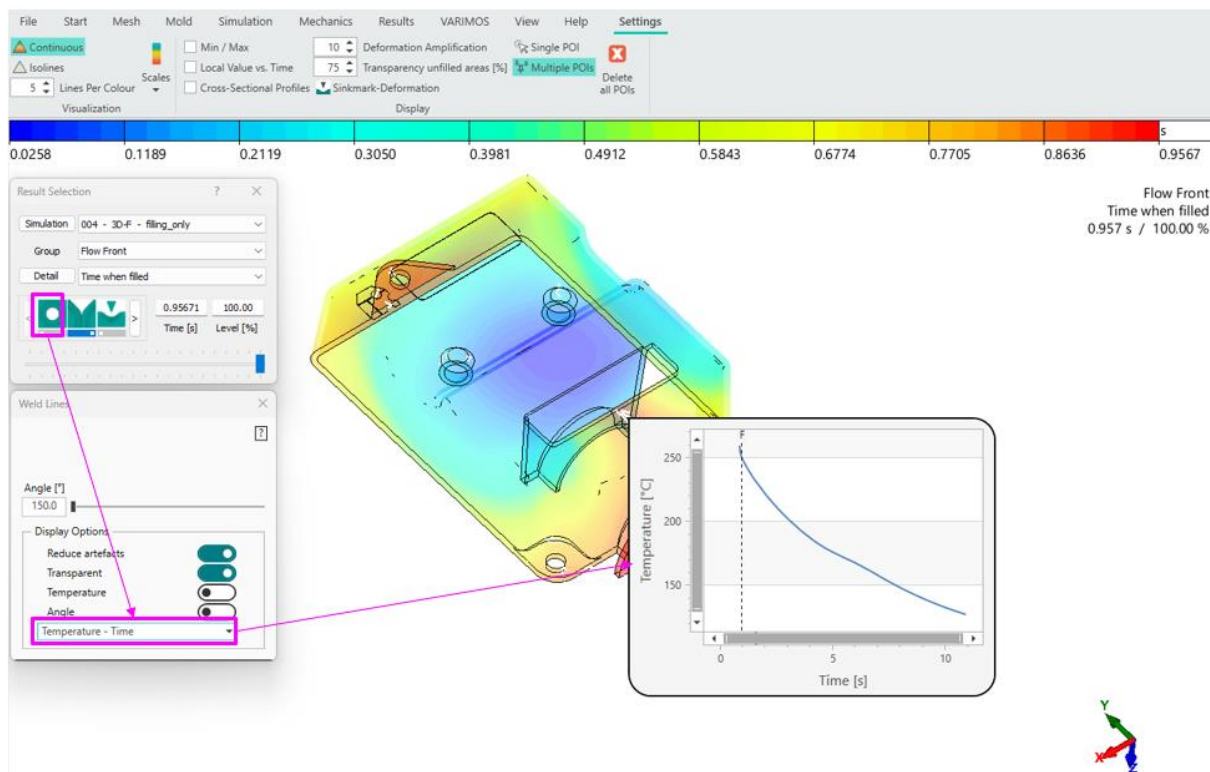 File Start Mesh Mold Simulation Mechanics Results VARIMOS View Help Settings
Continuous
Isolines
5 Lines Per Colour
Visualization
Scales
Min / Max
Local Value vs. Time
Cross-Sectional Profiles
10 Deformation Amplification
75 Transparency unfilled areas [%]
Sinkmark-Deformation
Display
Single POI
Multiple POIs
Delete
all POIs
s
0.0258 0.1189 0.2119 0.3050 0.3981 0.4912 0.5843 0.6774 0.7705 0.8636 0.9567
Flow Front
Time when filled
0.957 s / 100.00 %
Result Selection ?
Simulation 004 - 3D-F - filling_only
Group Flow Front
Detail Time when filled
< > 0.95671 100.00
Time [s] Level [%]
Weld Lines
?
Angle [°]
150.0
Display Options
Reduce artefacts
Transparent
Temperature
Angle
Temperature - Time
F
250
200
150
Temperature [°C]
0 5 10
Time [s]
Y
X
Z